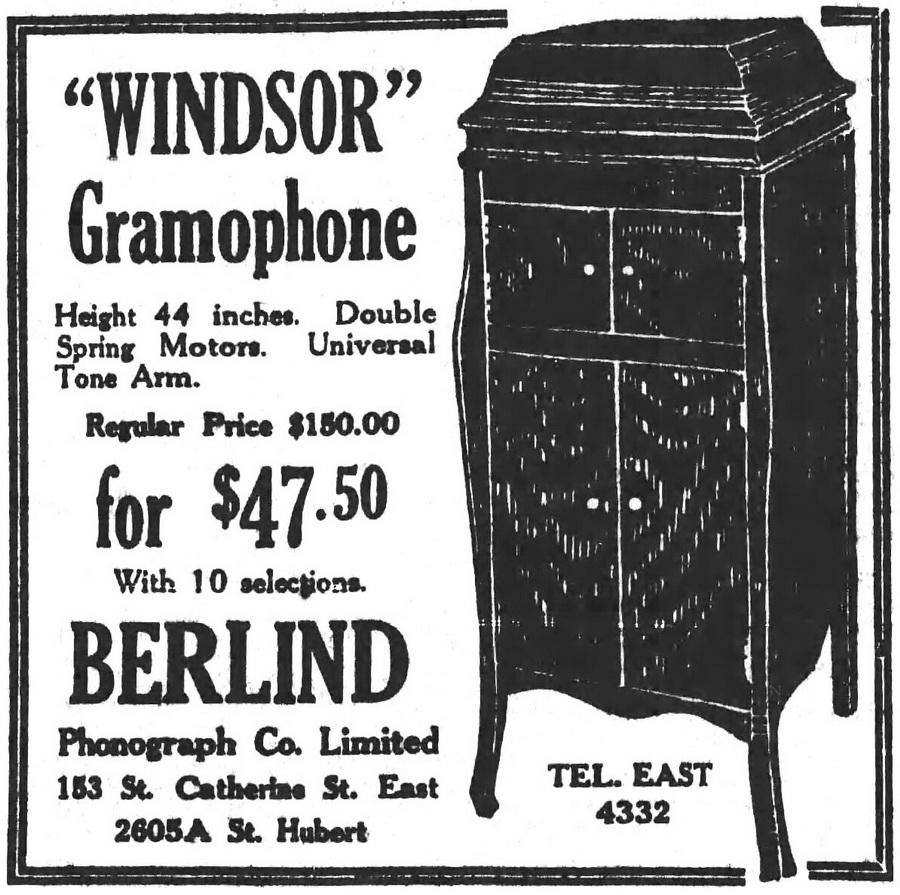 “WINDSOR”
Gramophone
Height 44 inches. Double
Spring Motors. Universal
Tone Arm.
Regular Price $150.00
for $47.50
With 10 selections.
BERLIND
Phonograph Co. Limited
153 St. Catherine St. East
2605A St. Hubert
TEL. EAST
4332